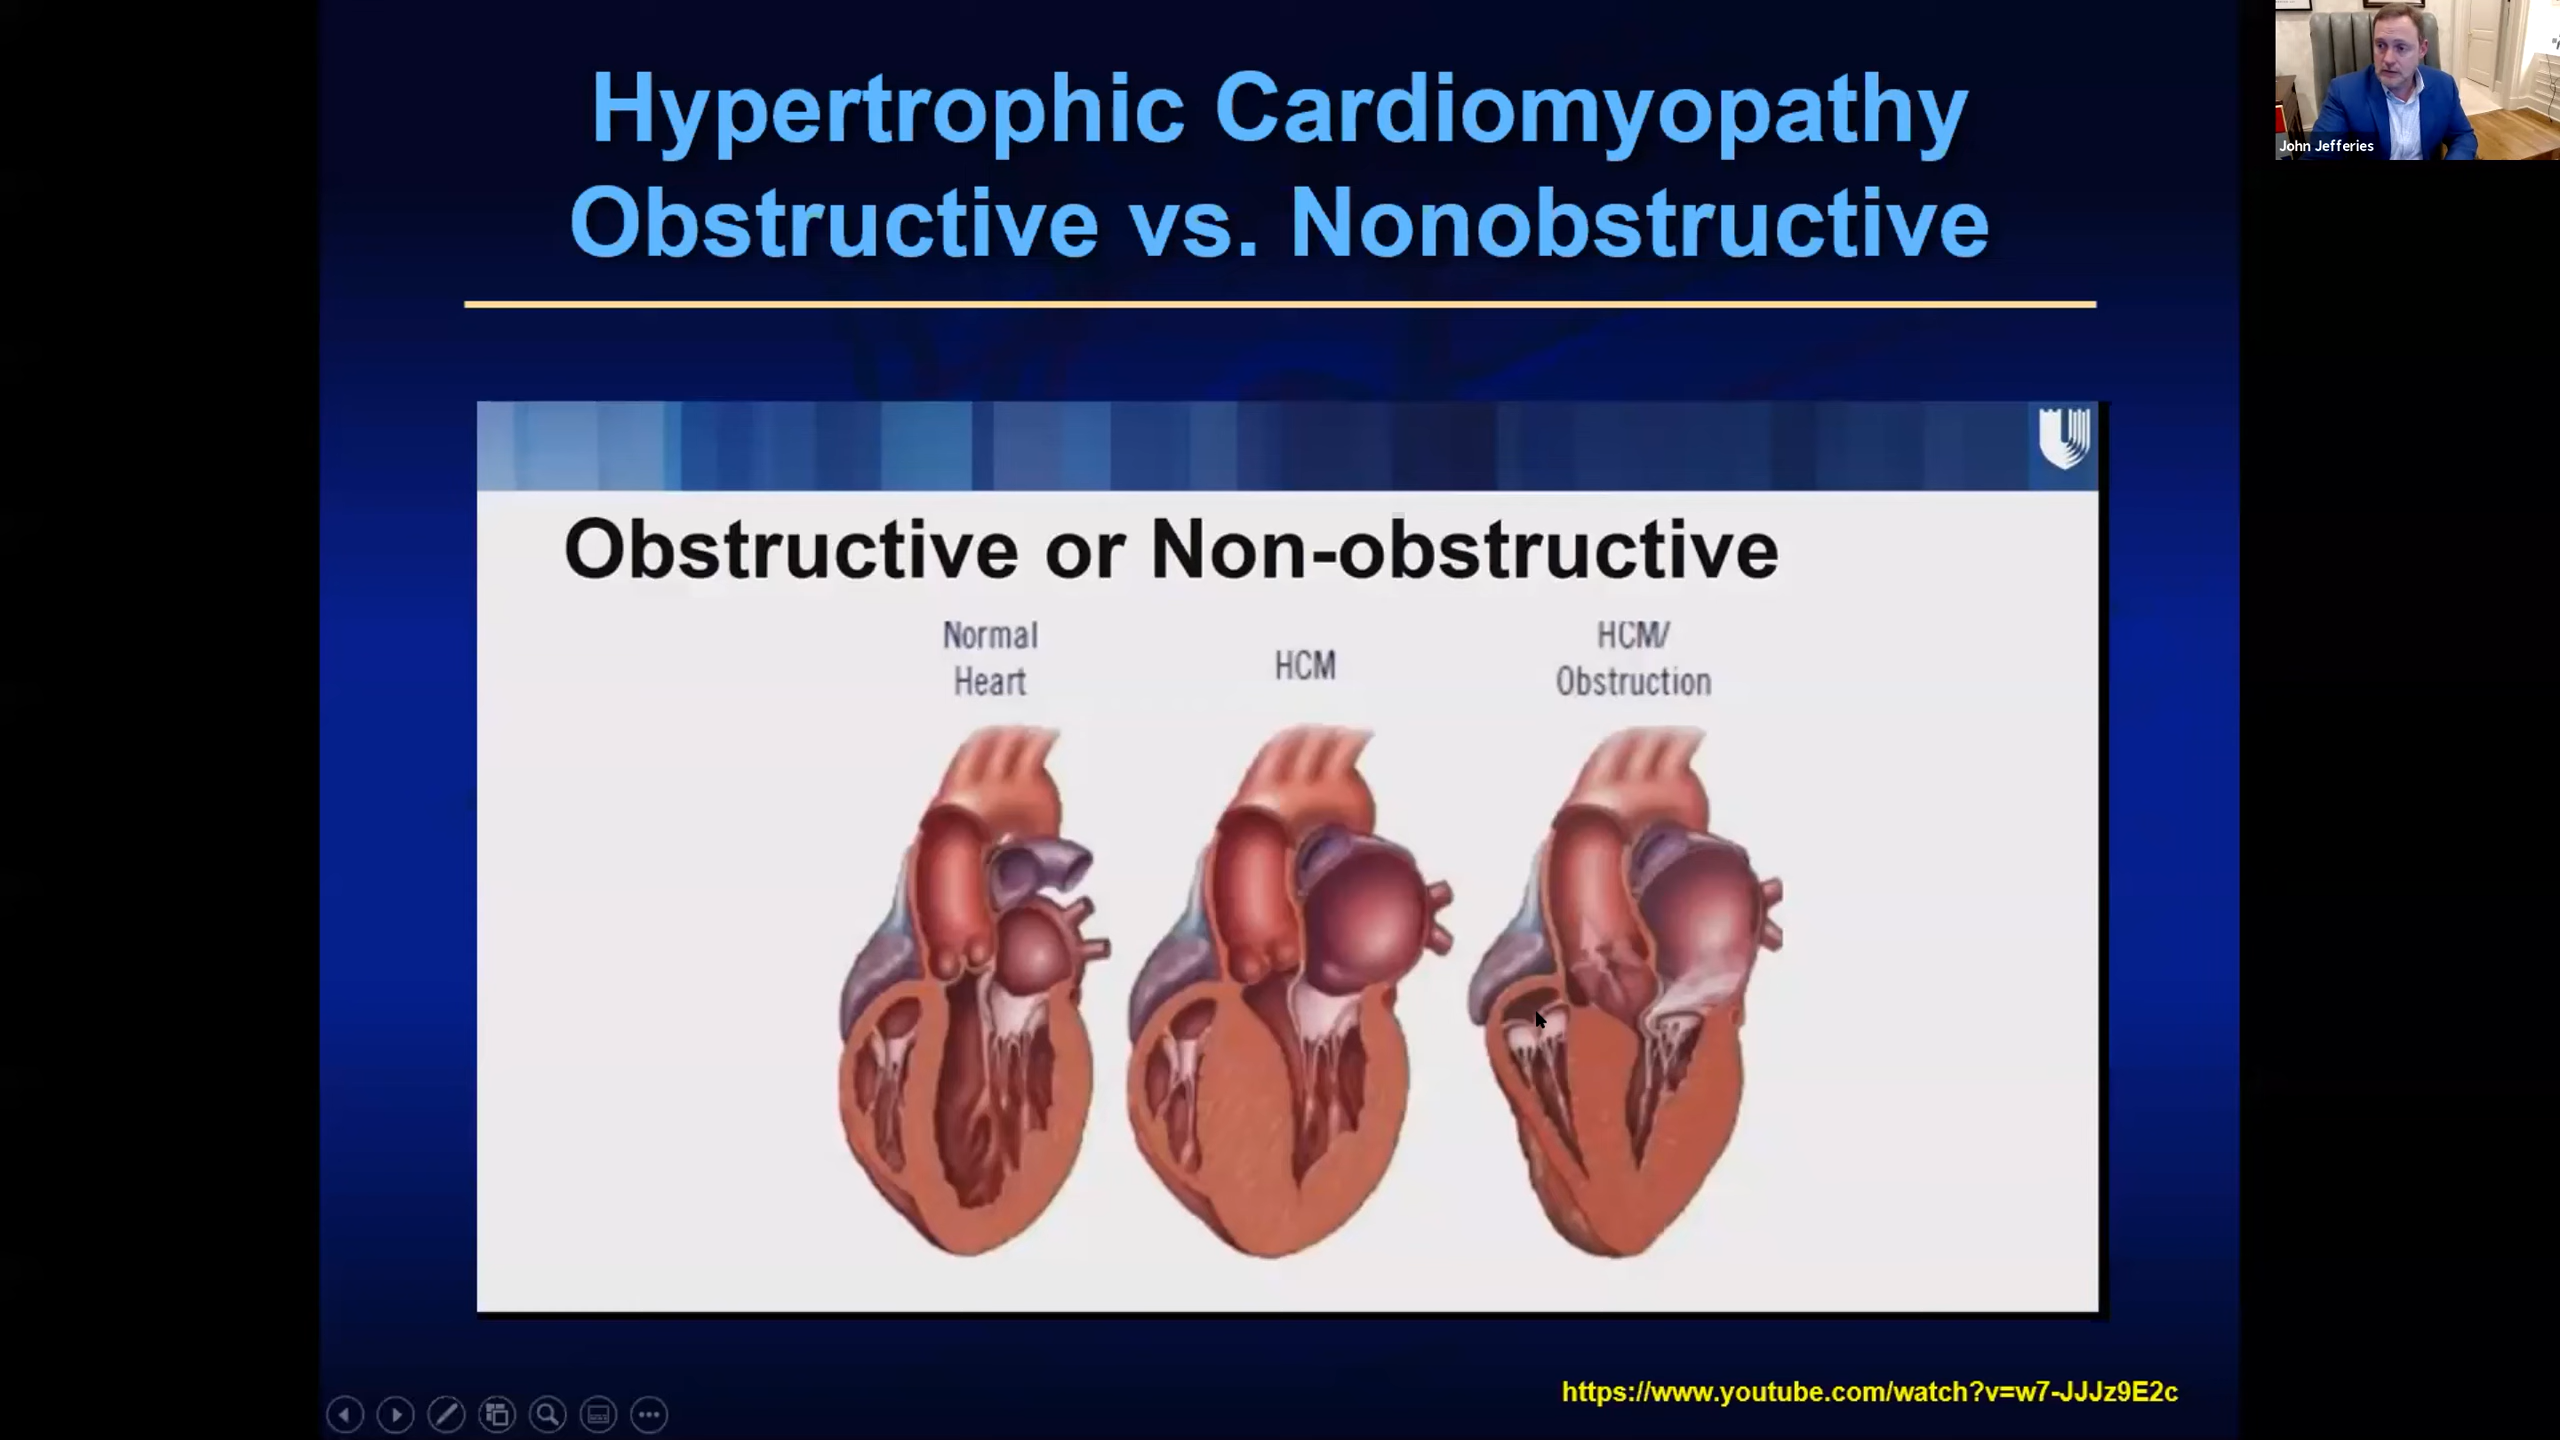 Hypertrophic Cardiomyopathy
Obstructive vs. Nonobstructive
John Jefferies
Obstructive or Non-obstructive
Normal
Heart
HCM
HCM/
Obstruction
https://www.youtube.com/watch?v=w7-JJJz9E2c